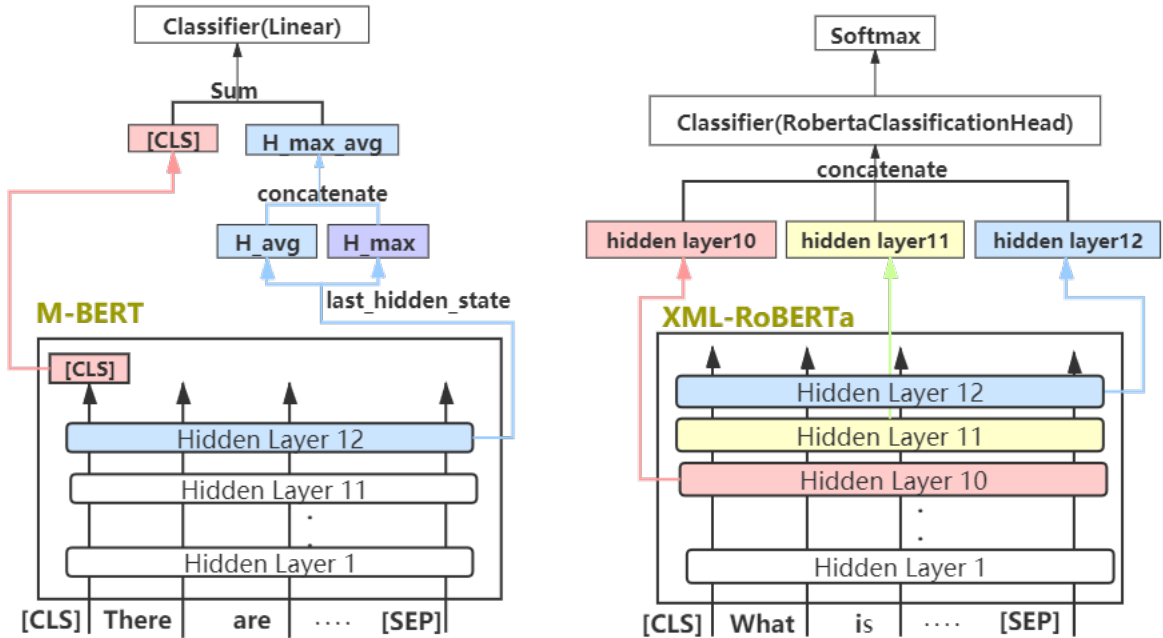 Classifier(Linear)
Sum
[CLS]
H_max_avg
concatenate
H_avg
H_max
last_hidden_state
M-BERT
[CLS]
Hidden Layer 12
Hidden Layer 11
Hidden Layer 1
[CLS] There are ···· [SEP]
Softmax
Classifier(RobertaClassificationHead)
concatenate
hidden layer10
hidden layer11
hidden layer12
XML-RoBERTa
Hidden Layer 12
Hidden Layer 11
Hidden Layer 10
Hidden Layer 1
[CLS] What is ···· [SEP]